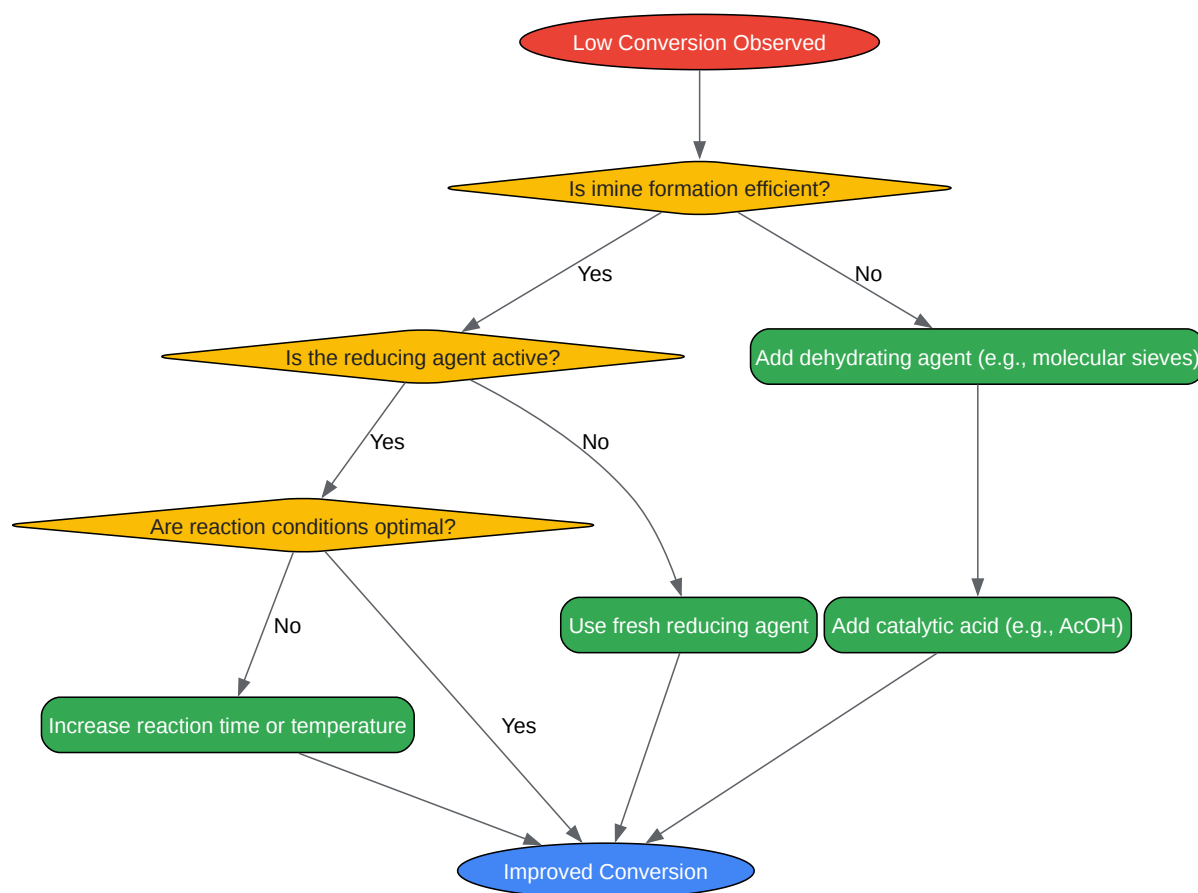 Low Conversion Observed
Is imine formation efficient?
Yes
No
Is the reducing agent active?
Add dehydrating agent (e.g., molecular sieves)
Yes
No
Are reaction conditions optimal?
No
Use fresh reducing agent
Add catalytic acid (e.g., AcOH)
Increase reaction time or temperature
Yes
Improved Conversion